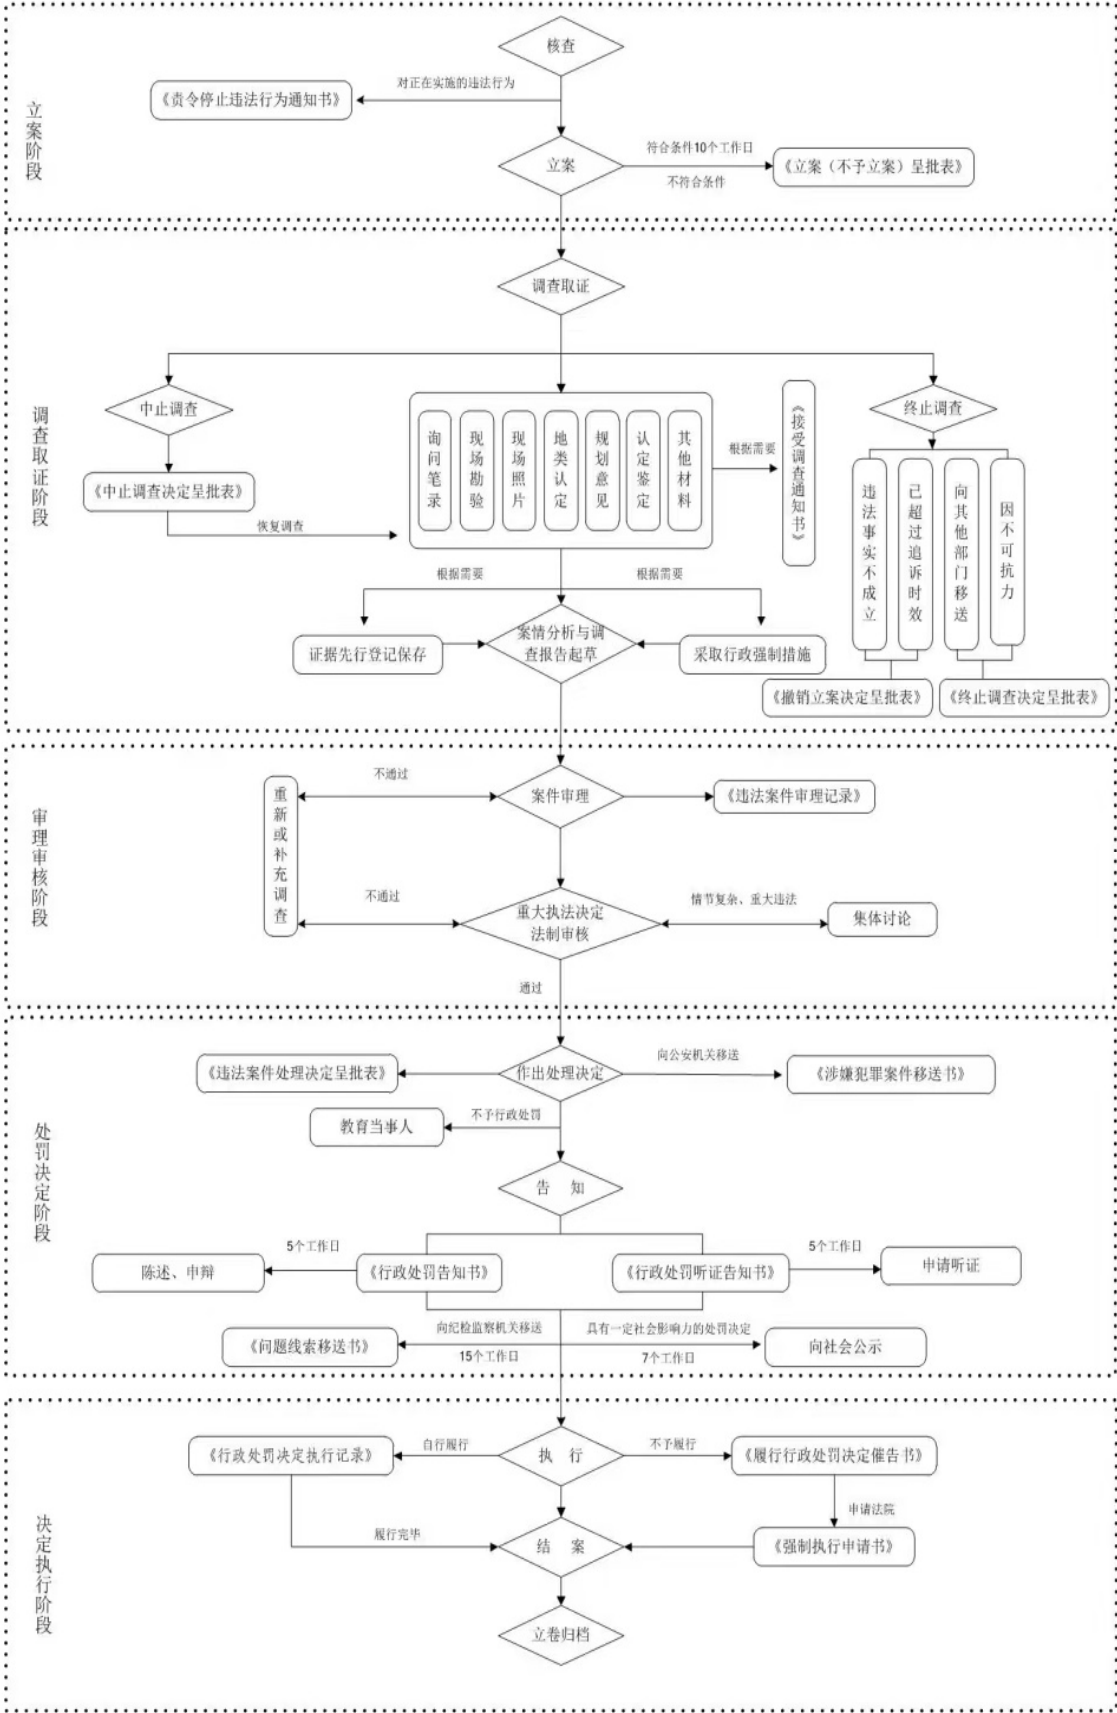 立案阶段
核查
对正在实施的违法行为
《责令停止违法行为通知书》
立案
符合条件10个工作日
不符合条件
《立案（不予立案）呈批表》
调查取证阶段
调查取证
中止调查
《中止调查决定呈批表》
恢复调查
询问笔录
现场勘验
现场照片
地类认定
规划意见
认定鉴定
其他材料
根据需要
《接受调查通知书》
终止调查
违法事实不成立
已超过追诉时效
向其他部门移送
因不可抗力
《撤销立案决定呈批表》
《终止调查决定呈批表》
根据需要
根据需要
证据先行登记保存
案情分析与调
查报告起草
采取行政强制措施
审理审核阶段
不通过
案件审理
《违法案件审理记录》
重新或补充调查
不通过
重大执法决定
法制审核
情节复杂、重大违法
集体讨论
通过
处罚决定阶段
《违法案件处理决定呈批表》
作出处理决定
向公安机关移送
《涉嫌犯罪案件移送书》
不予行政处罚
教育当事人
告 知
陈述、申辩
5个工作日
《行政处罚告知书》
《行政处罚听证告知书》
5个工作日
申请听证
《问题线索移送书》
向纪检监察机关移送
15个工作日
具有一定社会影响力的处罚决定
7个工作日
向社会公示
决定执行阶段
《行政处罚决定执行记录》
自行履行
执 行
不予履行
《履行行政处罚决定催告书》
申请法院
履行完毕
结 案
《强制执行申请书》
立卷归档